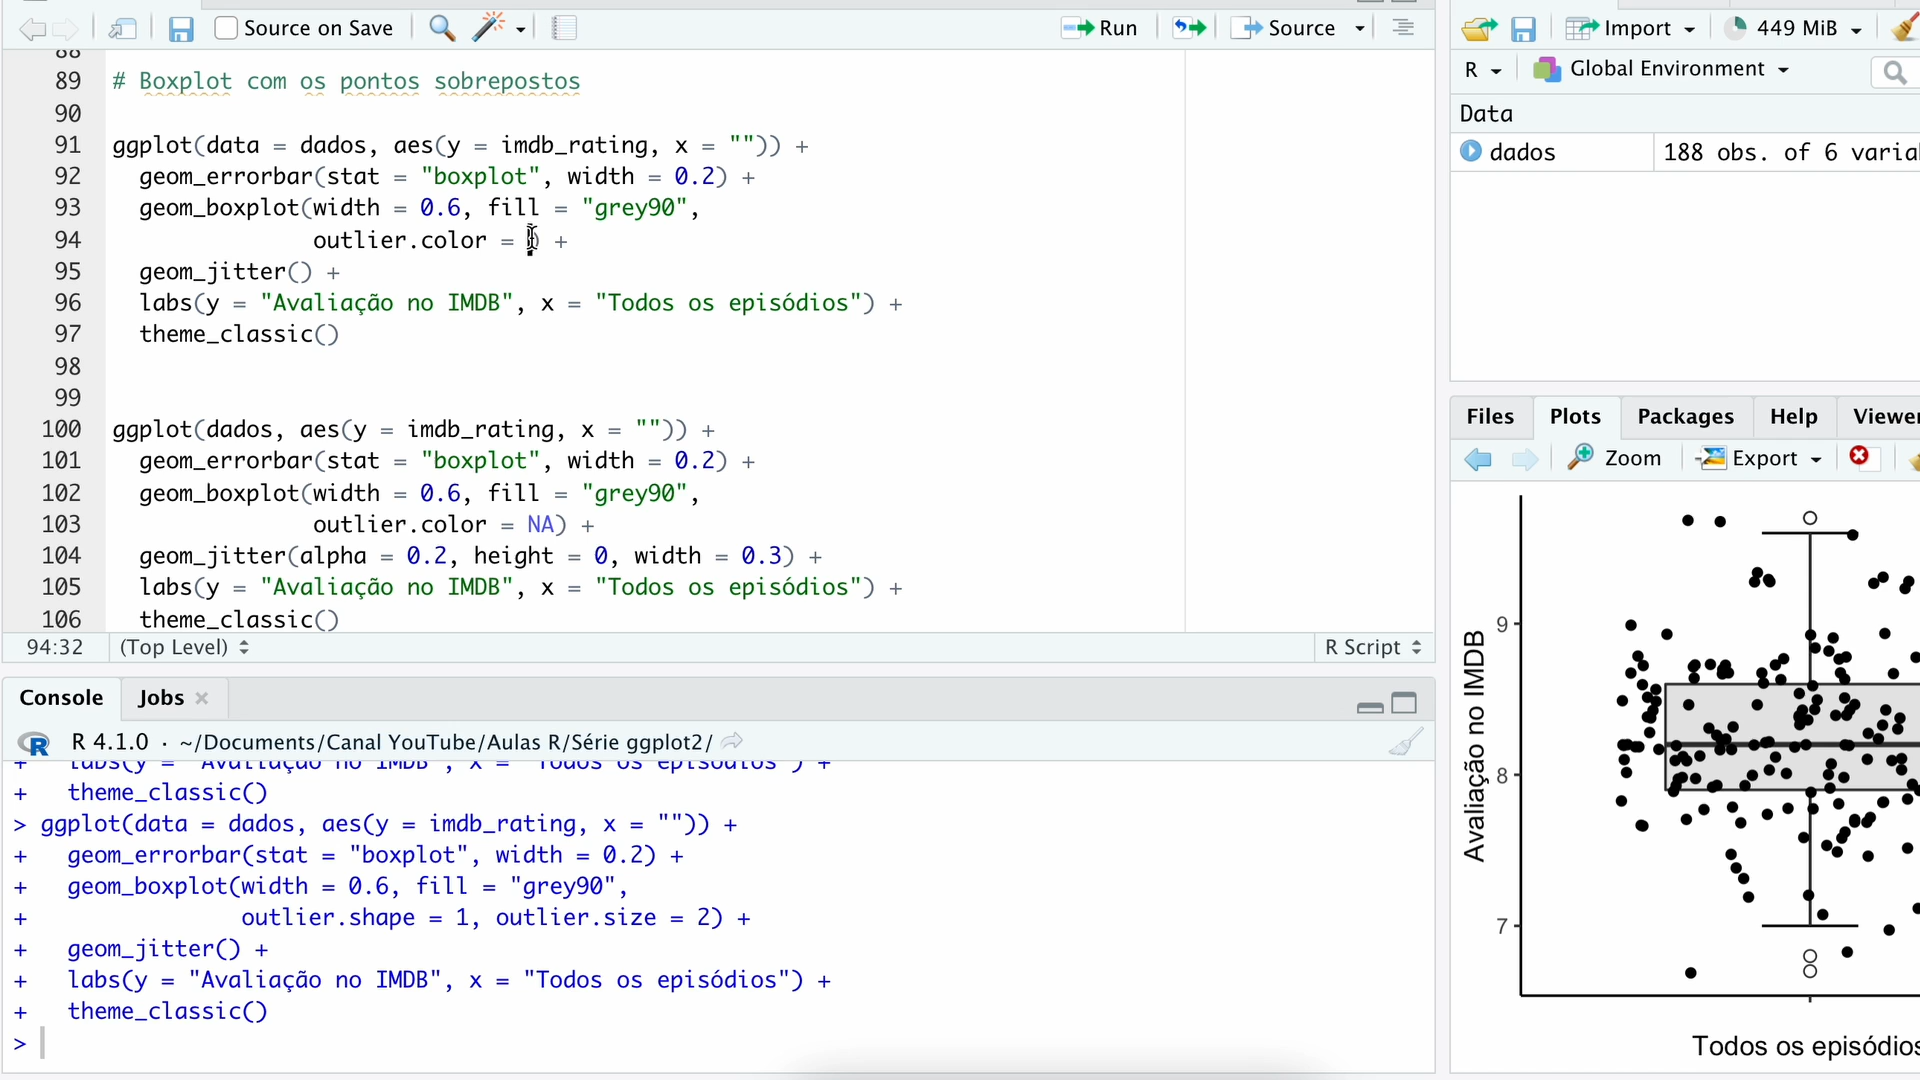 Source on Save
Run
Source
88
89 # Boxplot com os pontos sobrepostos
90
91 ggplot(data = dados, aes(y = imdb_rating, x = "")) +
92 geom_errorbar(stat = "boxplot", width = 0.2) +
93 geom_boxplot(width = 0.6, fill = "grey90",
94 outlier.color = ) +
95 geom_jitter() +
96 labs(y = "Avaliação no IMDB", x = "Todos os episódios") +
97 theme_classic()
98
99
100 ggplot(dados, aes(y = imdb_rating, x = "")) +
101 geom_errorbar(stat = "boxplot", width = 0.2) +
102 geom_boxplot(width = 0.6, fill = "grey90",
103 outlier.color = NA) +
104 geom_jitter(alpha = 0.2, height = 0, width = 0.3) +
105 labs(y = "Avaliação no IMDB", x = "Todos os episódios") +
106 theme_classic()
94:32 (Top Level) R Script
Console Jobs
R 4.1.0 · ~/Documents/Canal YouTube/Aulas R/Série ggplot2/
+ labs(y = "Avaliação no IMDB", x = "Todos os episódios") +
+ theme_classic()
> ggplot(data = dados, aes(y = imdb_rating, x = "")) +
+ geom_errorbar(stat = "boxplot", width = 0.2) +
+ geom_boxplot(width = 0.6, fill = "grey90",
+ outlier.shape = 1, outlier.size = 2) +
+ geom_jitter() +
+ labs(y = "Avaliação no IMDB", x = "Todos os episódios") +
+ theme_classic()
>
Import 449 MiB
R Global Environment
Data
dados 188 obs. of 6 varia
Files Plots Packages Help Viewer
Zoom Export
Avaliação no IMDB
9
8
7
Todos os episódios